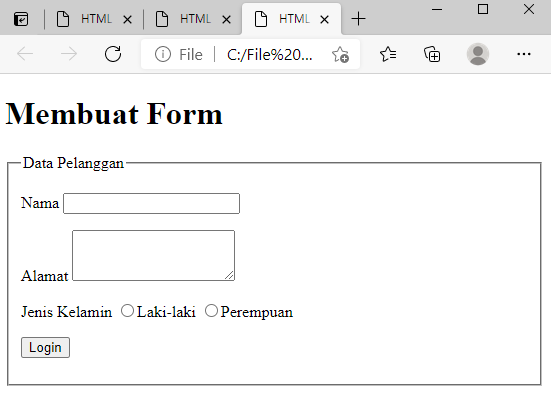 HTML HTML HTML
File C:/File%20...
Membuat Form
Data Pelanggan
Nama
Alamat
Jenis Kelamin Laki-laki Perempuan
Login